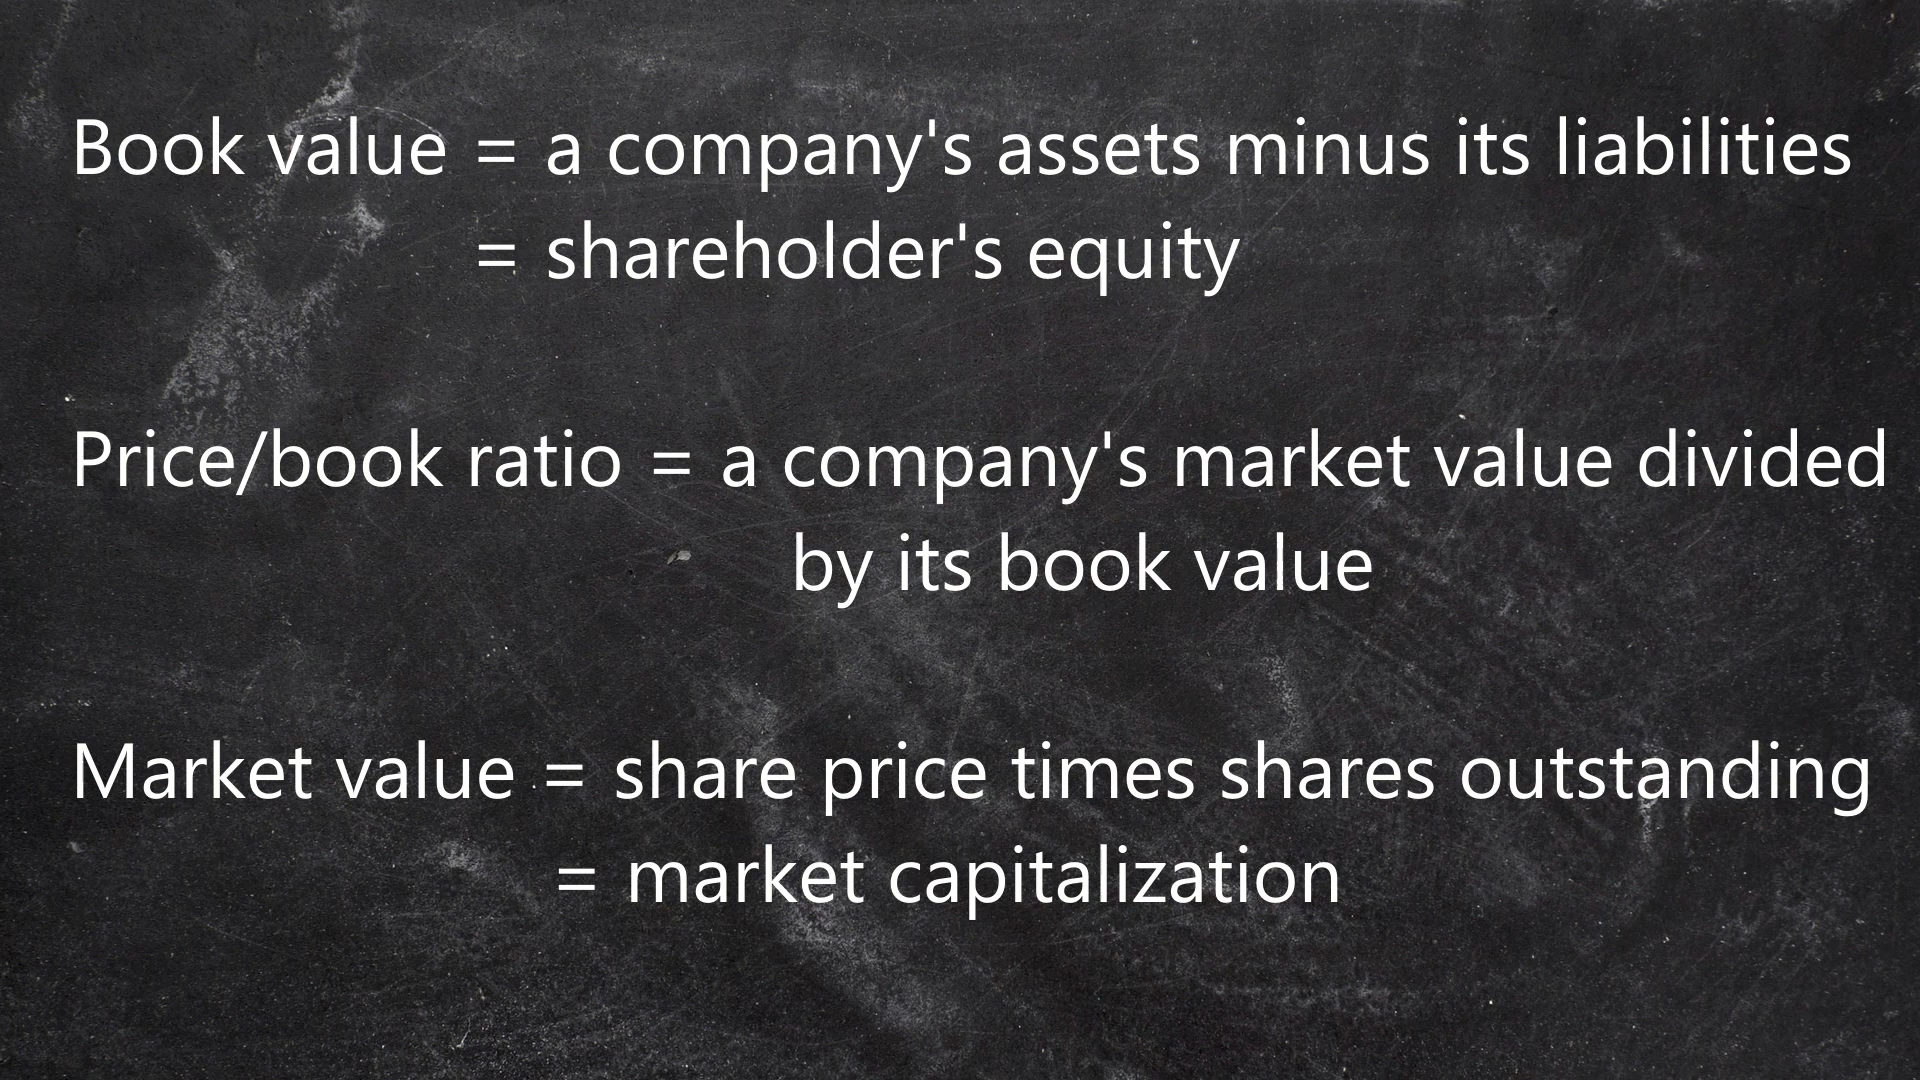 Book value = a company's assets minus its liabilities
= shareholder's equity
Price/book ratio = a company's market value divided
by its book value
Market value = share price times shares outstanding
= market capitalization